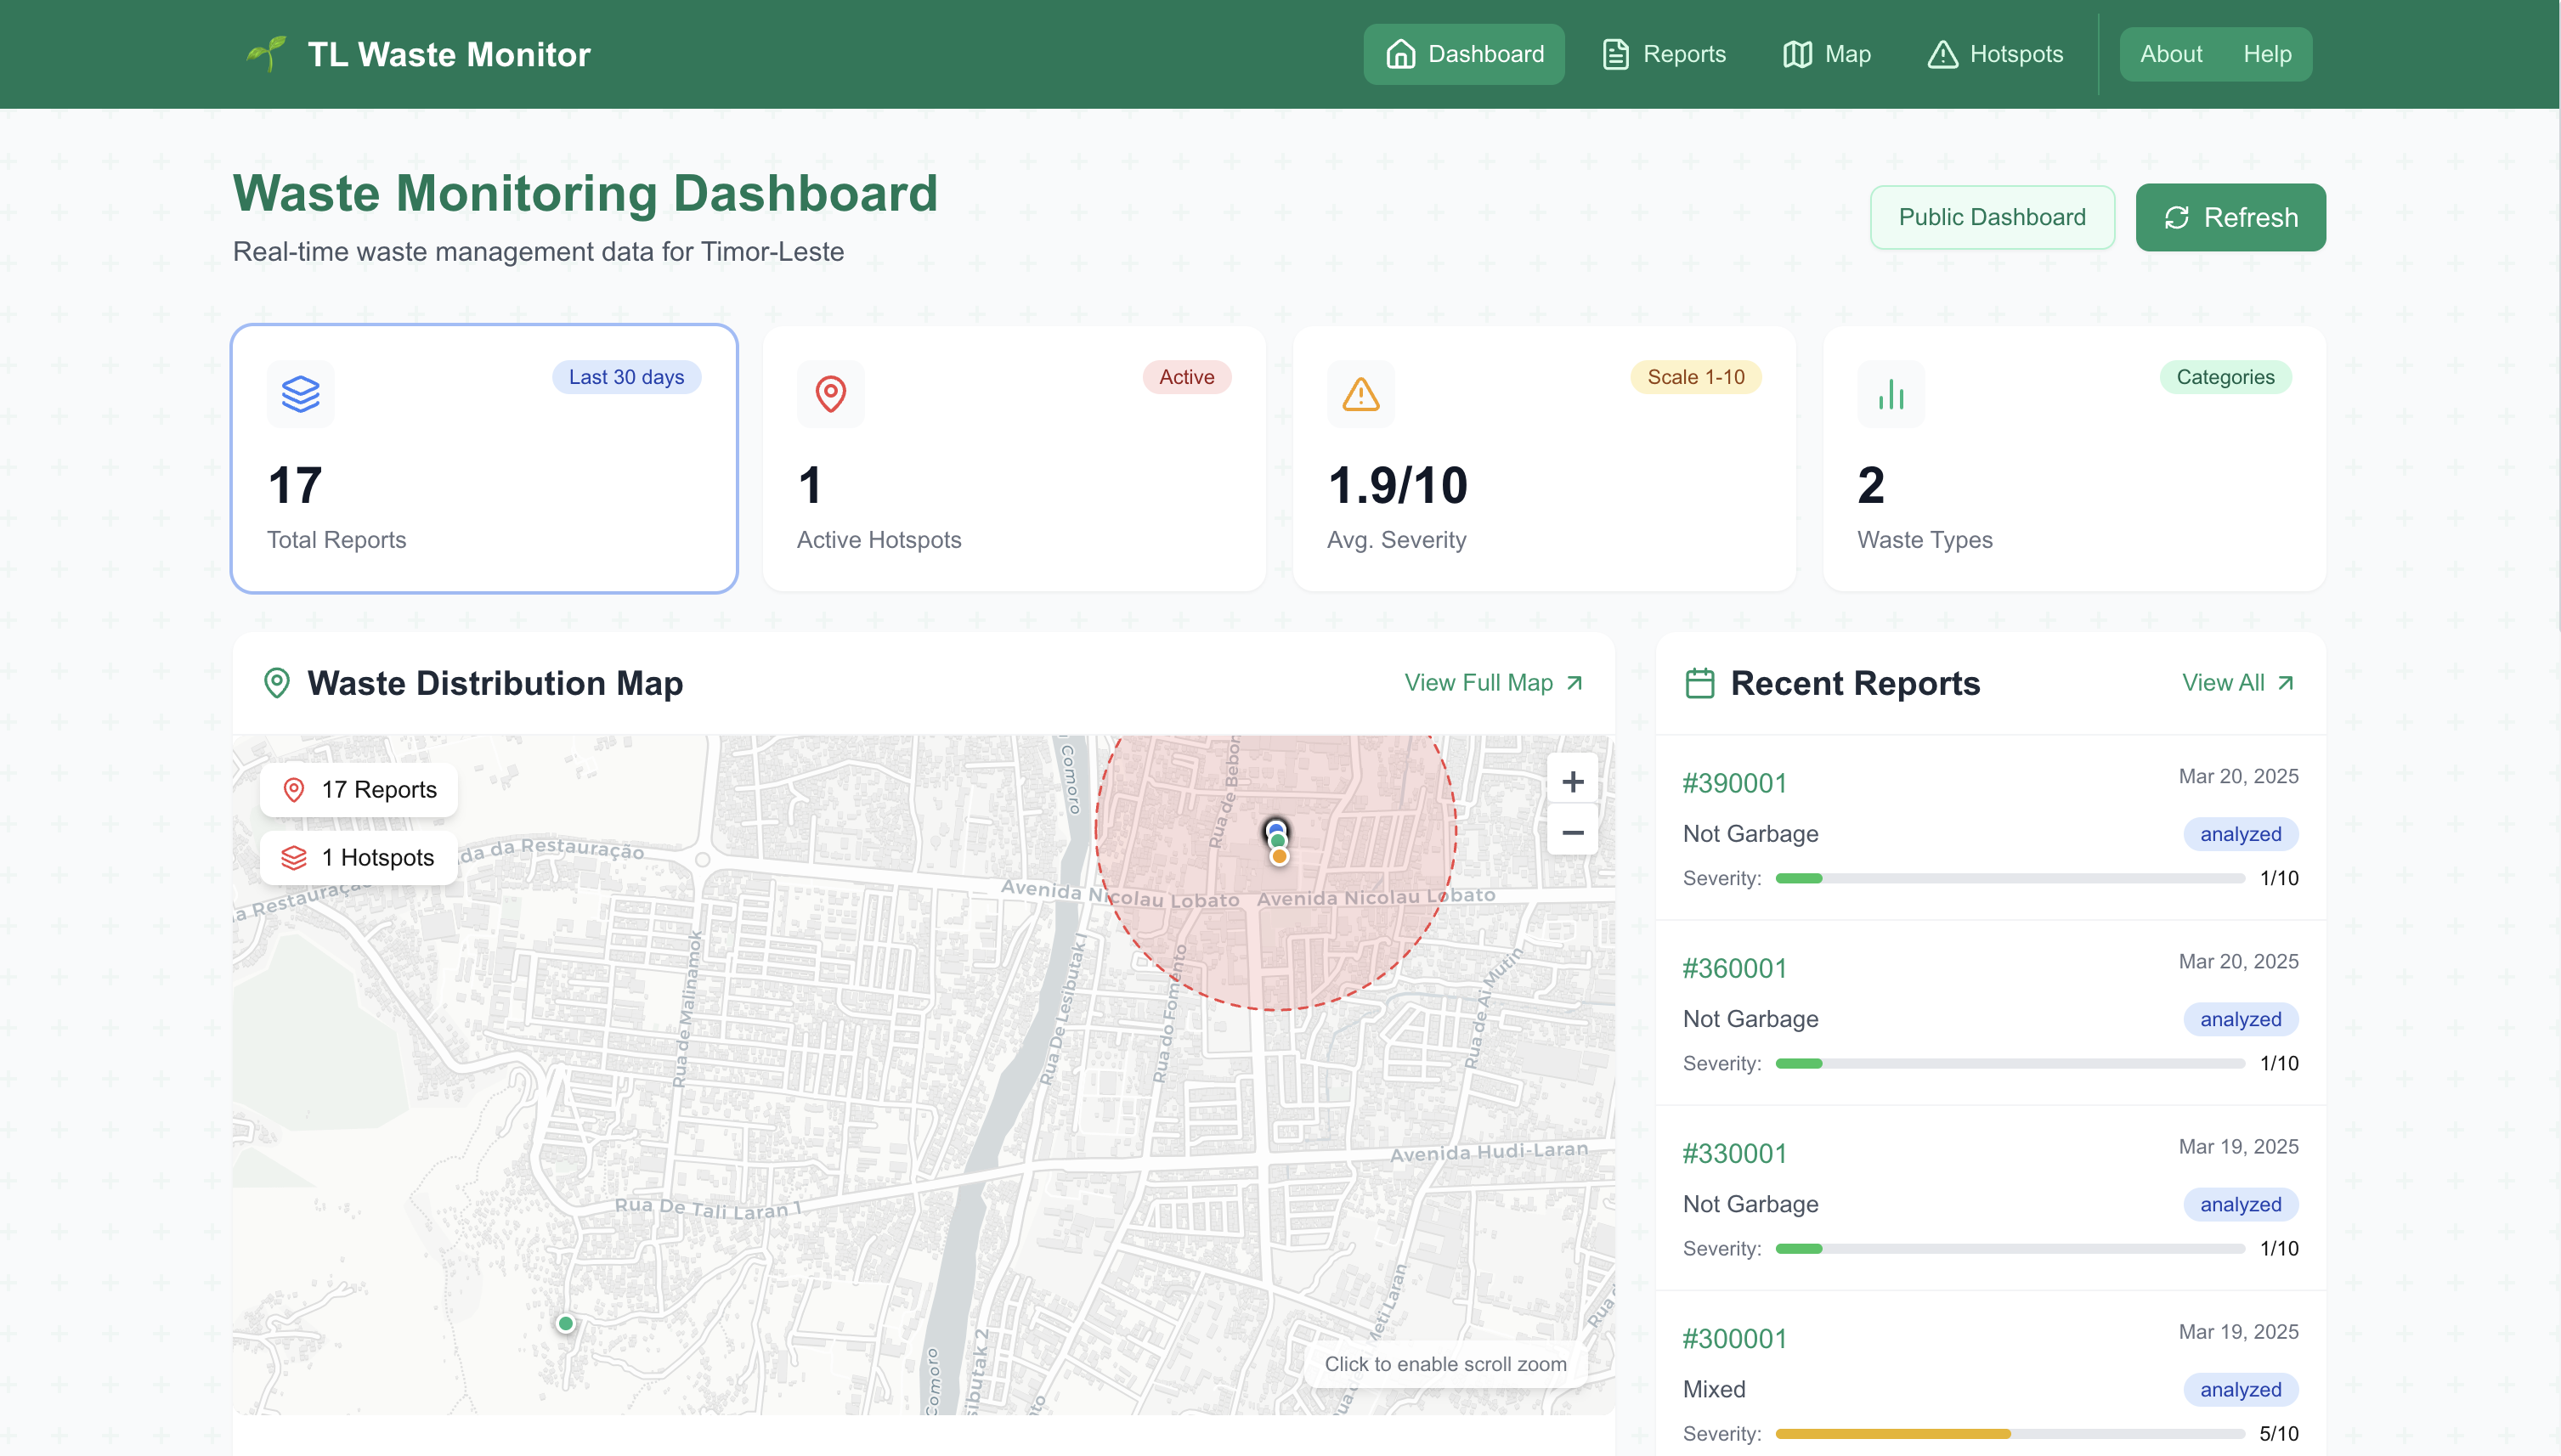 TL Waste Monitor
Dashboard
Reports
Map
Hotspots
About
Help
Waste Monitoring Dashboard
Real-time waste management data for Timor-Leste
Public Dashboard
Refresh
Last 30 days
17
Total Reports
Active
1
Active Hotspots
Scale 1-10
1.9/10
Avg. Severity
Categories
2
Waste Types
Waste Distribution Map
View Full Map
17 Reports
1 Hotspots
+
−
Comoro
Rua de Bebon
da da Restauração
a Restauração
Avenida Nicolau Lobato
Avenida Nicolau Lobato
Rua de Malinamok
Rua De Lesibutak I
Rua do Fomento
Rua de Ai Mutin
Avenida Hudi-Laran
Rua De Tali Laran 1
Meti Laran
Rua
Comoro
sibutak 2
Click to enable scroll zoom
Recent Reports
View All
#390001
Mar 20, 2025
Not Garbage
analyzed
Severity:
1/10
#360001
Mar 20, 2025
Not Garbage
analyzed
Severity:
1/10
#330001
Mar 19, 2025
Not Garbage
analyzed
Severity:
1/10
#300001
Mar 19, 2025
Mixed
analyzed
Severity:
5/10